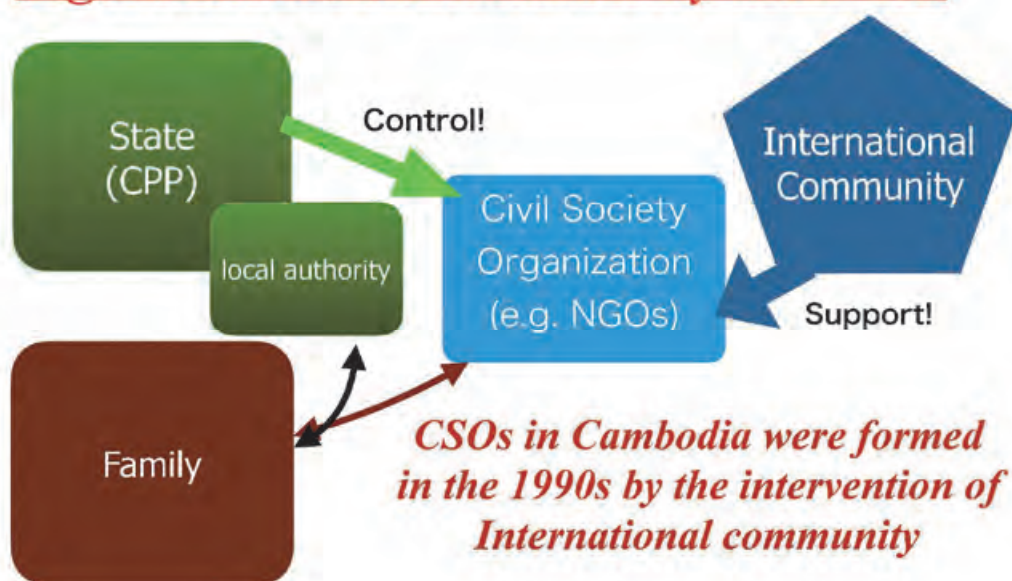 State
(CPP)
Control!
International
Community
local authority
Civil Society
Organization
(e.g. NGOs)
Support!
Family
CSOs in Cambodia were formed
in the 1990s by the intervention of
International community